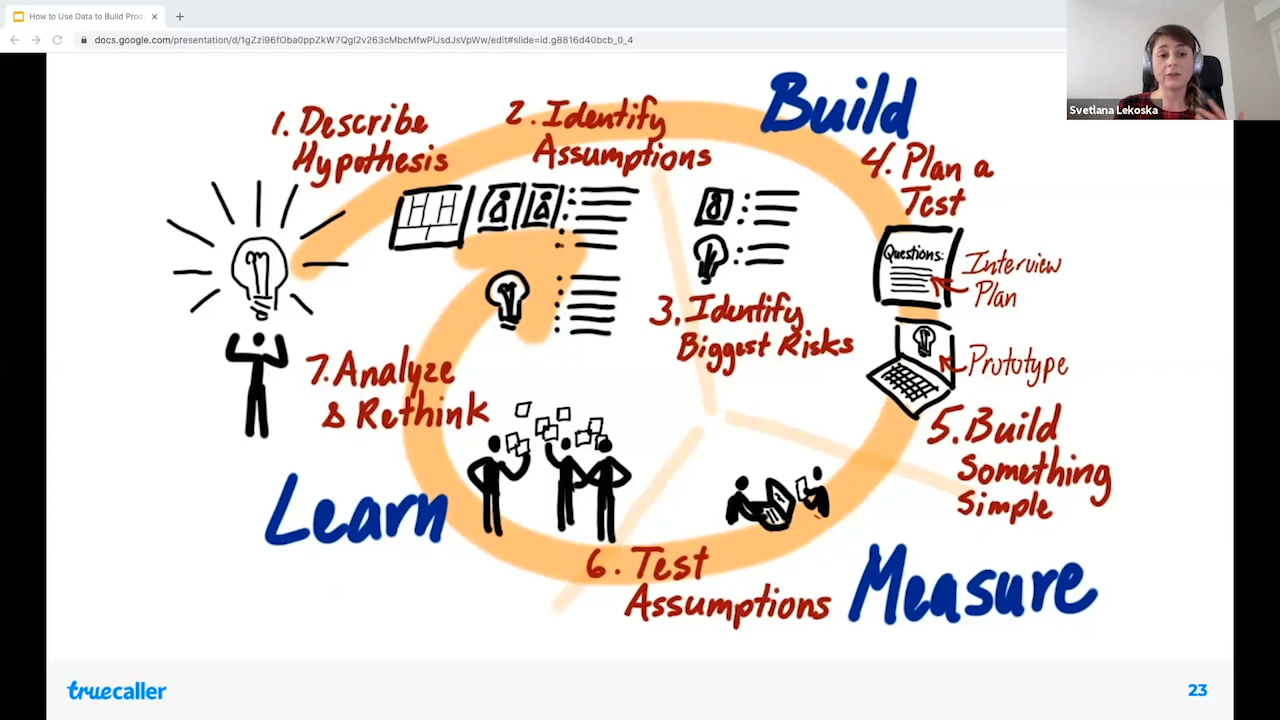 How to Use Data to Build Prod
docs.google.com/presentation/d/1gZzi96fOba0ppZkW7QgI2v263cMbcMfwPlJsdJsVpWw/edit#slide=id.g8816d40bcb_0_4
Svetlana Lekoska
Build
1. Describe
Hypothesis
2. Identify
Assumptions
3. Identify
Biggest Risks
4. Plan a
Test
Questions:
Interview
Plan
Prototype
5. Build
Something
Simple
Measure
6. Test
Assumptions
Learn
7. Analyze
& Rethink
truecaller
23